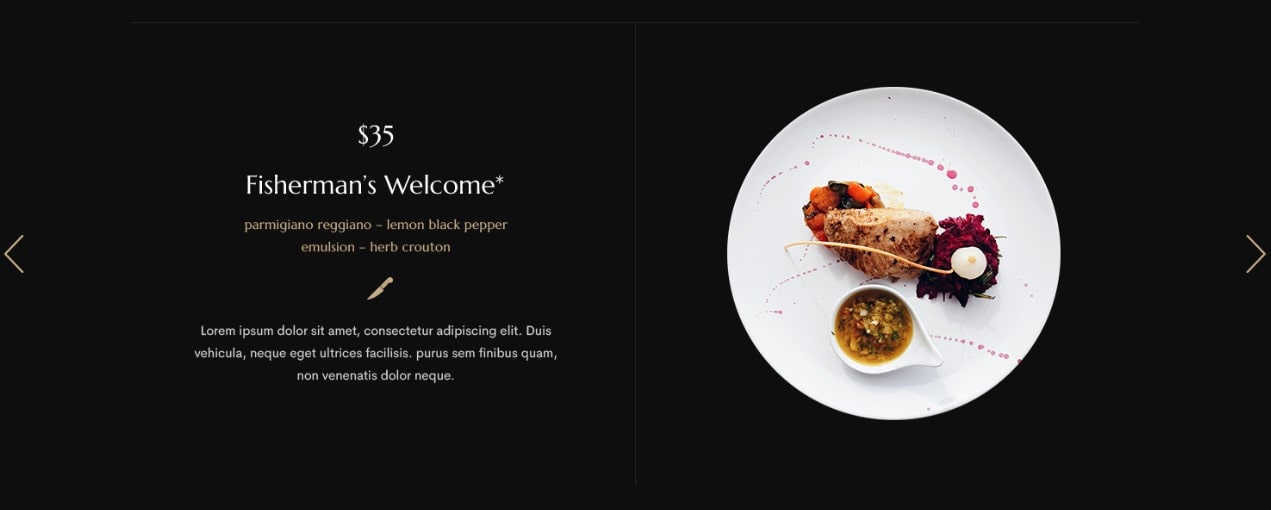 $35
Fisherman’s Welcome*
parmigiano reggiano – lemon black pepper
emulsion – herb crouton
Lorem ipsum dolor sit amet, consectetur adipiscing elit. Duis
vehicula, neque eget ultrices facilisis. purus sem finibus quam,
non venenatis dolor neque.